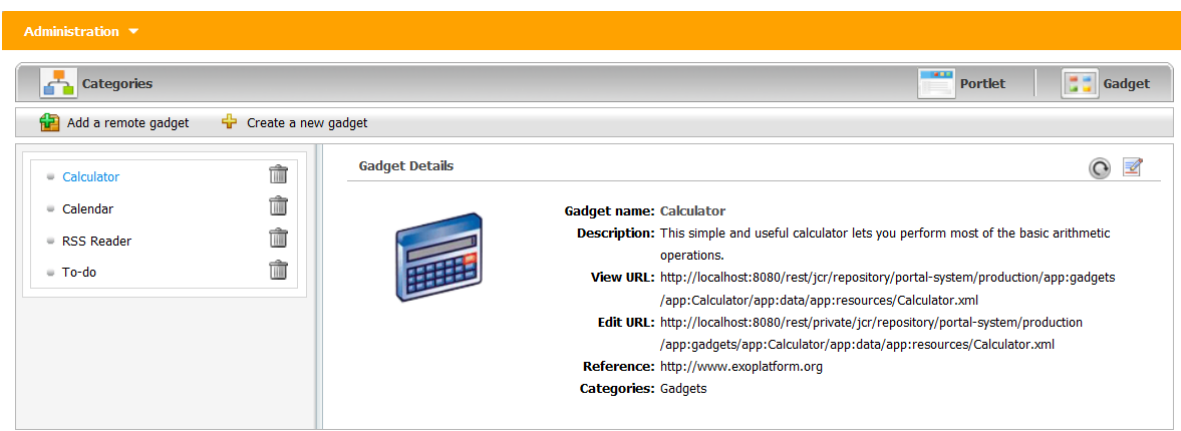 Administration
Categories
Portlet
Gadget
Add a remote gadget
Create a new gadget
Calculator
Calendar
RSS Reader
To-do
Gadget Details
Gadget name: Calculator
Description: This simple and useful calculator lets you perform most of the basic arithmetic
operations.
View URL: http://localhost:8080/rest/jcr/repository/portal-system/production/app:gadgets
/app:Calculator/app:data/app:resources/Calculator.xml
Edit URL: http://localhost:8080/rest/private/jcr/repository/portal-system/production
/app:gadgets/app:Calculator/app:data/app:resources/Calculator.xml
Reference: http://www.exoplatform.org
Categories: Gadgets